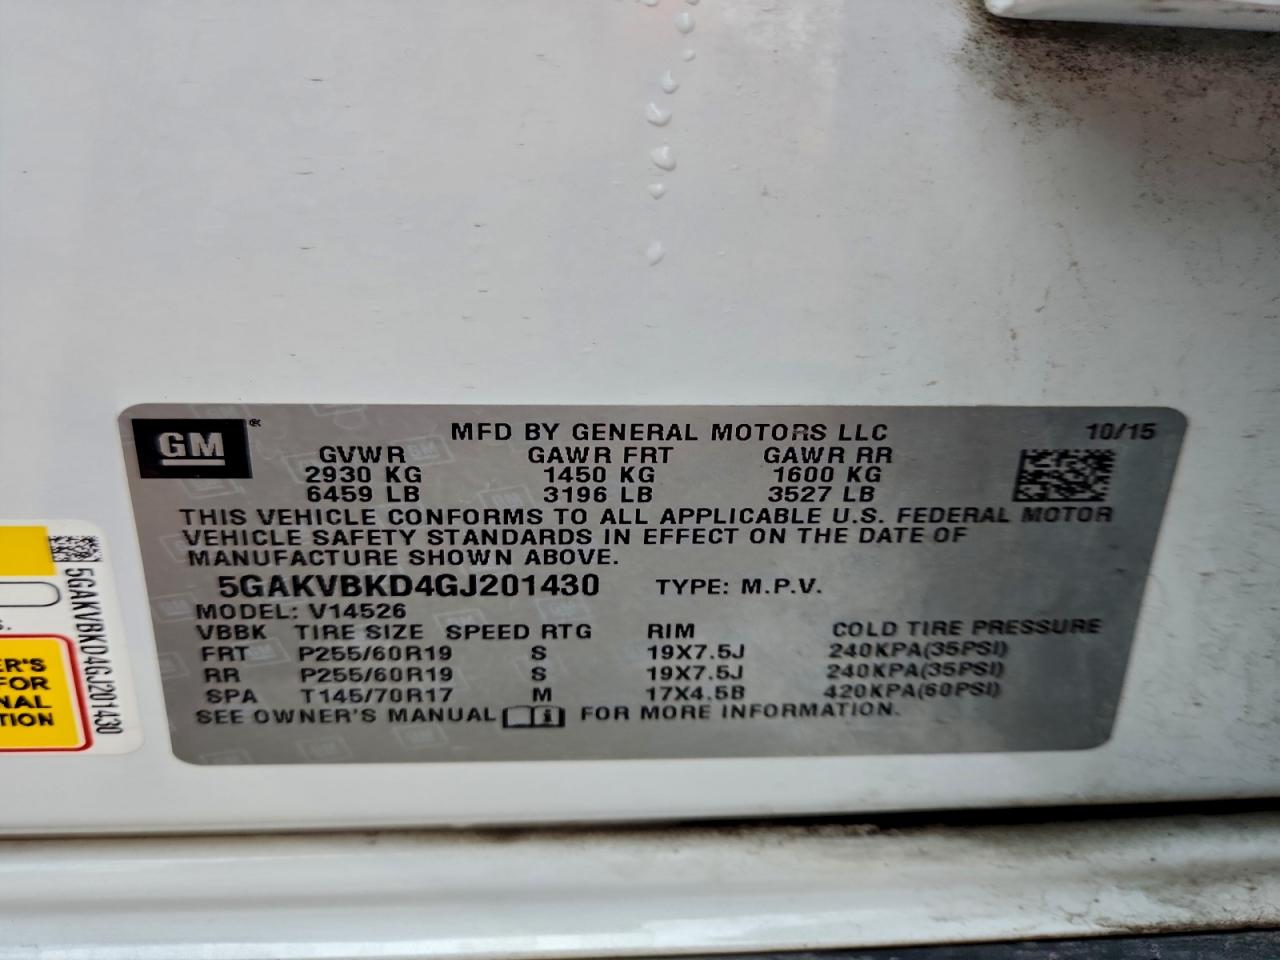 GM®
MFD BY GENERAL MOTORS LLC 10/15
GVWR GAWR FRT GAWR RR
2930 KG 1450 KG 1600 KG
6459 LB 3196 LB 3527 LB
THIS VEHICLE CONFORMS TO ALL APPLICABLE U.S. FEDERAL MOTOR
VEHICLE SAFETY STANDARDS IN EFFECT ON THE DATE OF
MANUFACTURE SHOWN ABOVE.
5GAKVBKD4GJ201430 TYPE: M.P.V.
MODEL: V14526
VBBK TIRE SIZE SPEED RTG RIM COLD TIRE PRESSURE
FRT P255/60R19 S 19X7.5J 240KPA(35PSI)
RR P255/60R19 S 19X7.5J 240KPA(35PSI)
SPA T145/70R17 M 17X4.5B 420KPA(60PSI)
SEE OWNER'S MANUAL FOR MORE INFORMATION.
5GAKVBKD4GJ201430
S.
ER'S
FOR
NAL
TION